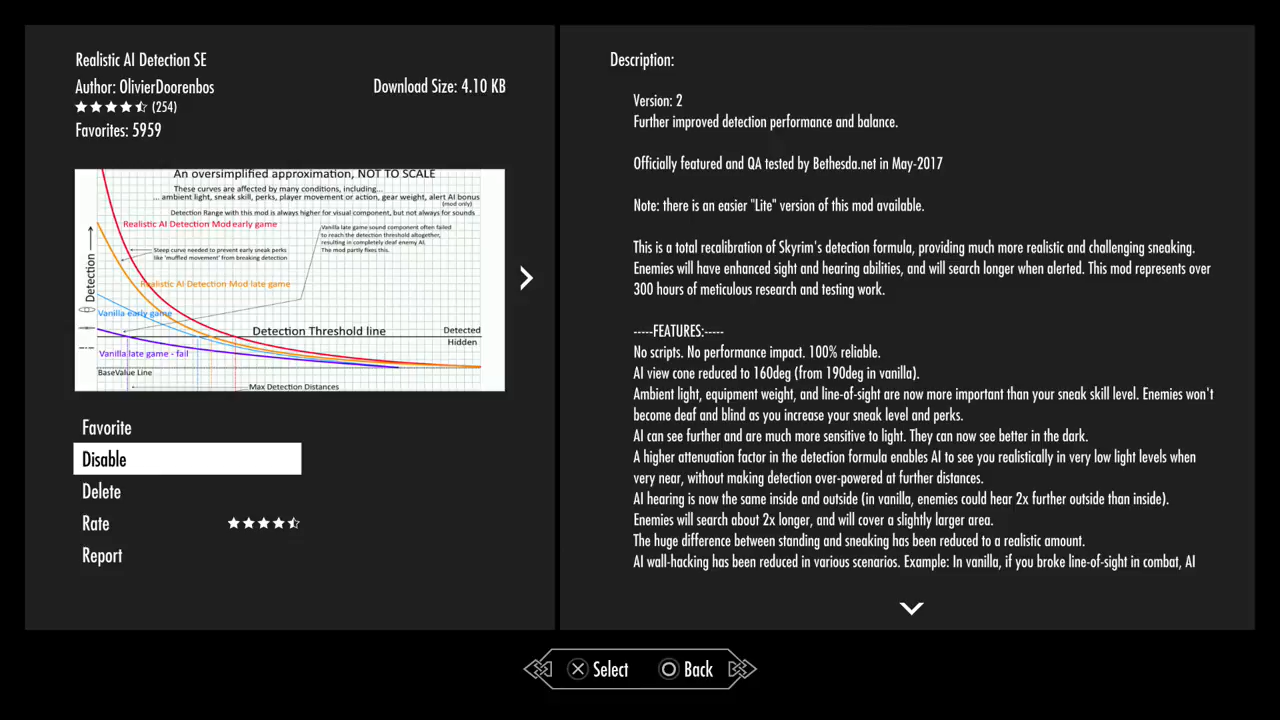 Realistic AI Detection SE
Author: OlivierDoorenbos
Download Size: 4.10 KB
(254)
Favorites: 5959
An oversimplified approximation, NOT TO SCALE
These curves are affected by many conditions, including...
... ambient light, sneak skill, perks, player movement or action, gear weight, alert AI bonus
(mod only)
Detection Range with this mod is always higher for visual component, but not always for sounds
Realistic AI Detection Mod early game
Vanilla late game sound component often failed
to reach the detection threshold altogether,
resulting in completely deaf enemy AI.
The mod partly fixes this.
Steep curve needed to prevent early sneak perks
like 'muffled movement' from breaking detection
Detection
Realistic AI Detection Mod late game
Vanilla early game
Detection Threshold line
Detected
Hidden
Vanilla late game - fail
BaseValue Line
Max Detection Distances
Favorite
Disable
Delete
Rate
Report
Description:
Version: 2
Further improved detection performance and balance.
Officially featured and QA tested by Bethesda.net in May-2017
Note: there is an easier "Lite" version of this mod available.
This is a total recalibration of Skyrim's detection formula, providing much more realistic and challenging sneaking.
Enemies will have enhanced sight and hearing abilities, and will search longer when alerted. This mod represents over
300 hours of meticulous research and testing work.
-----FEATURES:-----
No scripts. No performance impact. 100% reliable.
AI view cone reduced to 160deg (from 190deg in vanilla).
Ambient light, equipment weight, and line-of-sight are now more important than your sneak skill level. Enemies won't
become deaf and blind as you increase your sneak level and perks.
AI can see further and are much more sensitive to light. They can now see better in the dark.
A higher attenuation factor in the detection formula enables AI to see you realistically in very low light levels when
very near, without making detection over-powered at further distances.
AI hearing is now the same inside and outside (in vanilla, enemies could hear 2x further outside than inside).
Enemies will search about 2x longer, and will cover a slightly larger area.
The huge difference between standing and sneaking has been reduced to a realistic amount.
AI wall-hacking has been reduced in various scenarios. Example: In vanilla, if you broke line-of-sight in combat, AI
Select
Back